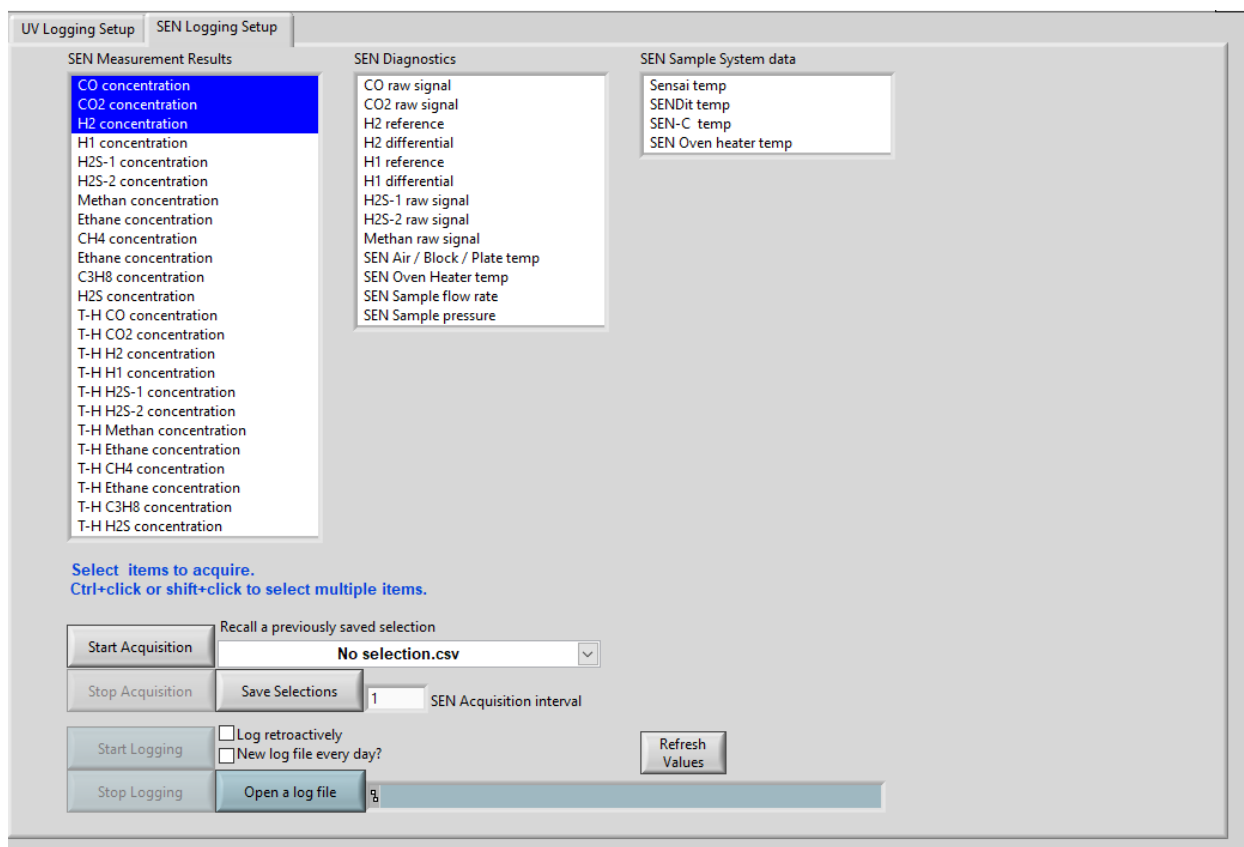 UV Logging Setup
SEN Logging Setup
SEN Measurement Results
CO concentration
CO2 concentration
H2 concentration
H1 concentration
H2S-1 concentration
H2S-2 concentration
Methan concentration
Ethane concentration
CH4 concentration
Ethane concentration
C3H8 concentration
H2S concentration
T-H CO concentration
T-H CO2 concentration
T-H H2 concentration
T-H H1 concentration
T-H H2S-1 concentration
T-H H2S-2 concentration
T-H Methan concentration
T-H Ethane concentration
T-H CH4 concentration
T-H Ethane concentration
T-H C3H8 concentration
T-H H2S concentration
SEN Diagnostics
CO raw signal
CO2 raw signal
H2 reference
H2 differential
H1 reference
H1 differential
H2S-1 raw signal
H2S-2 raw signal
Methan raw signal
SEN Air / Block / Plate temp
SEN Oven Heater temp
SEN Sample flow rate
SEN Sample pressure
SEN Sample System data
Sensai temp
SENDit temp
SEN-C  temp
SEN Oven heater temp
Select  items to acquire.
Ctrl+click or shift+click to select multiple items.
Start Acquisition
Recall a previously saved selection
No selection.csv
Stop Acquisition
Save Selections
1
SEN Acquisition interval
Start Logging
Log retroactively
New log file every day?
Refresh
Values
Stop Logging
Open a log file